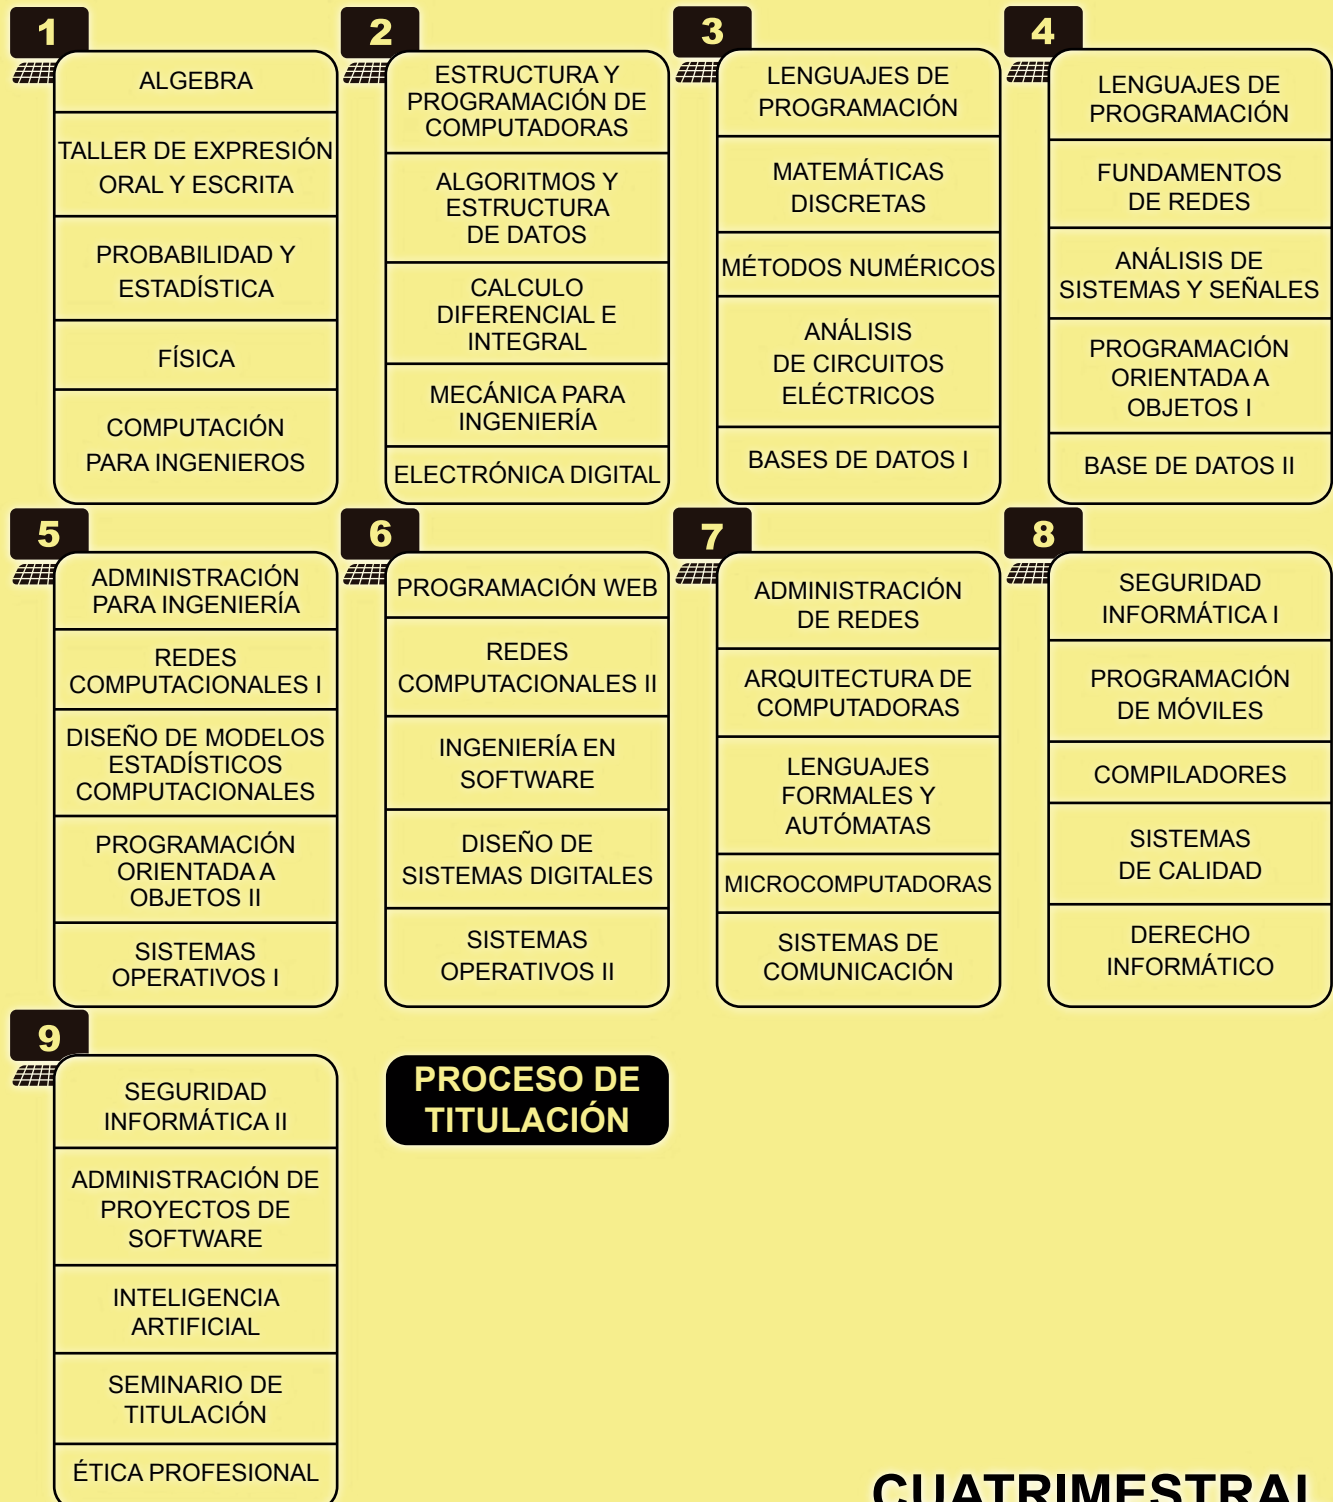 1
ALGEBRA
TALLER DE EXPRESIÓN
ORAL Y ESCRITA
PROBABILIDAD Y
ESTADÍSTICA
FÍSICA
COMPUTACIÓN
PARA INGENIEROS
2
ESTRUCTURA Y
PROGRAMACIÓN DE
COMPUTADORAS
ALGORITMOS Y
ESTRUCTURA
DE DATOS
CALCULO
DIFERENCIAL E
INTEGRAL
MECÁNICA PARA
INGENIERÍA
ELECTRÓNICA DIGITAL
3
LENGUAJES DE
PROGRAMACIÓN
MATEMÁTICAS
DISCRETAS
MÉTODOS NUMÉRICOS
ANÁLISIS
DE CIRCUITOS
ELÉCTRICOS
BASES DE DATOS I
4
LENGUAJES DE
PROGRAMACIÓN
FUNDAMENTOS
DE REDES
ANÁLISIS DE
SISTEMAS Y SEÑALES
PROGRAMACIÓN
ORIENTADA A
OBJETOS I
BASE DE DATOS II
5
ADMINISTRACIÓN
PARA INGENIERÍA
REDES
COMPUTACIONALES I
DISEÑO DE MODELOS
ESTADÍSTICOS
COMPUTACIONALES
PROGRAMACIÓN
ORIENTADA A
OBJETOS II
SISTEMAS
OPERATIVOS I
6
PROGRAMACIÓN WEB
REDES
COMPUTACIONALES II
INGENIERÍA EN
SOFTWARE
DISEÑO DE
SISTEMAS DIGITALES
SISTEMAS
OPERATIVOS II
7
ADMINISTRACIÓN
DE REDES
ARQUITECTURA DE
COMPUTADORAS
LENGUAJES
FORMALES Y
AUTÓMATAS
MICROCOMPUTADORAS
SISTEMAS DE
COMUNICACIÓN
8
SEGURIDAD
INFORMÁTICA I
PROGRAMACIÓN
DE MÓVILES
COMPILADORES
SISTEMAS
DE CALIDAD
DERECHO
INFORMÁTICO
9
SEGURIDAD
INFORMÁTICA II
ADMINISTRACIÓN DE
PROYECTOS DE
SOFTWARE
INTELIGENCIA
ARTIFICIAL
SEMINARIO DE
TITULACIÓN
ÉTICA PROFESIONAL
PROCESO DE
TITULACIÓN
CUATRIMESTRAL